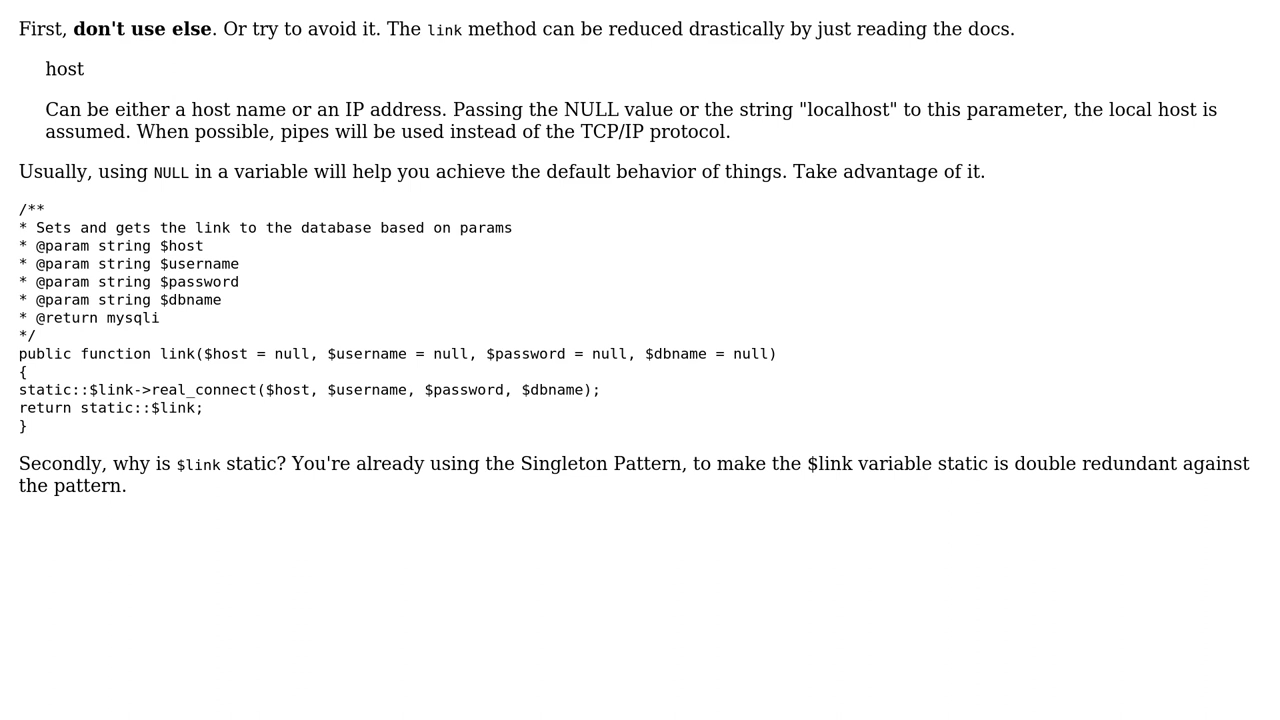 First, don't use else. Or try to avoid it. The link method can be reduced drastically by just reading the docs.
host
Can be either a host name or an IP address. Passing the NULL value or the string "localhost" to this parameter, the local host is
assumed. When possible, pipes will be used instead of the TCP/IP protocol.
Usually, using NULL in a variable will help you achieve the default behavior of things. Take advantage of it.
/**
* Sets and gets the link to the database based on params
* @param string $host
* @param string $username
* @param string $password
* @param string $dbname
* @return mysqli
*/
public function link($host = null, $username = null, $password = null, $dbname = null)
{
static::$link->real_connect($host, $username, $password, $dbname);
return static::$link;
}
Secondly, why is $link static? You're already using the Singleton Pattern, to make the $link variable static is double redundant against
the pattern.